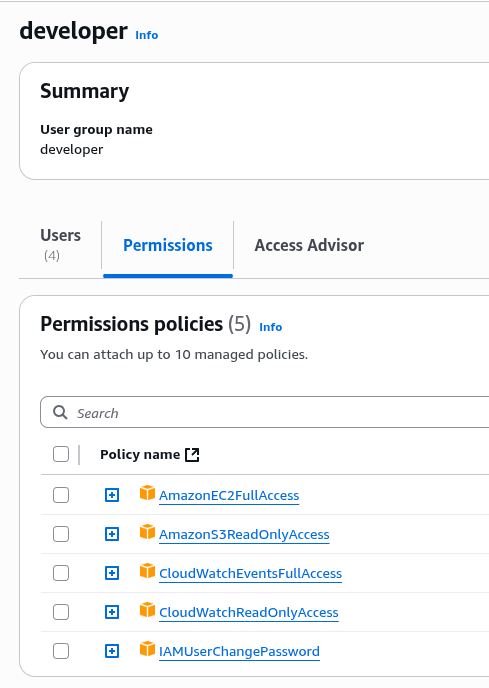 developer Info
Summary
User group name
developer
Users
(4)
Permissions
Access Advisor
Permissions policies (5) Info
You can attach up to 10 managed policies.
Search
Policy name
AmazonEC2FullAccess
AmazonS3ReadOnlyAccess
CloudWatchEventsFullAccess
CloudWatchReadOnlyAccess
IAMUserChangePassword